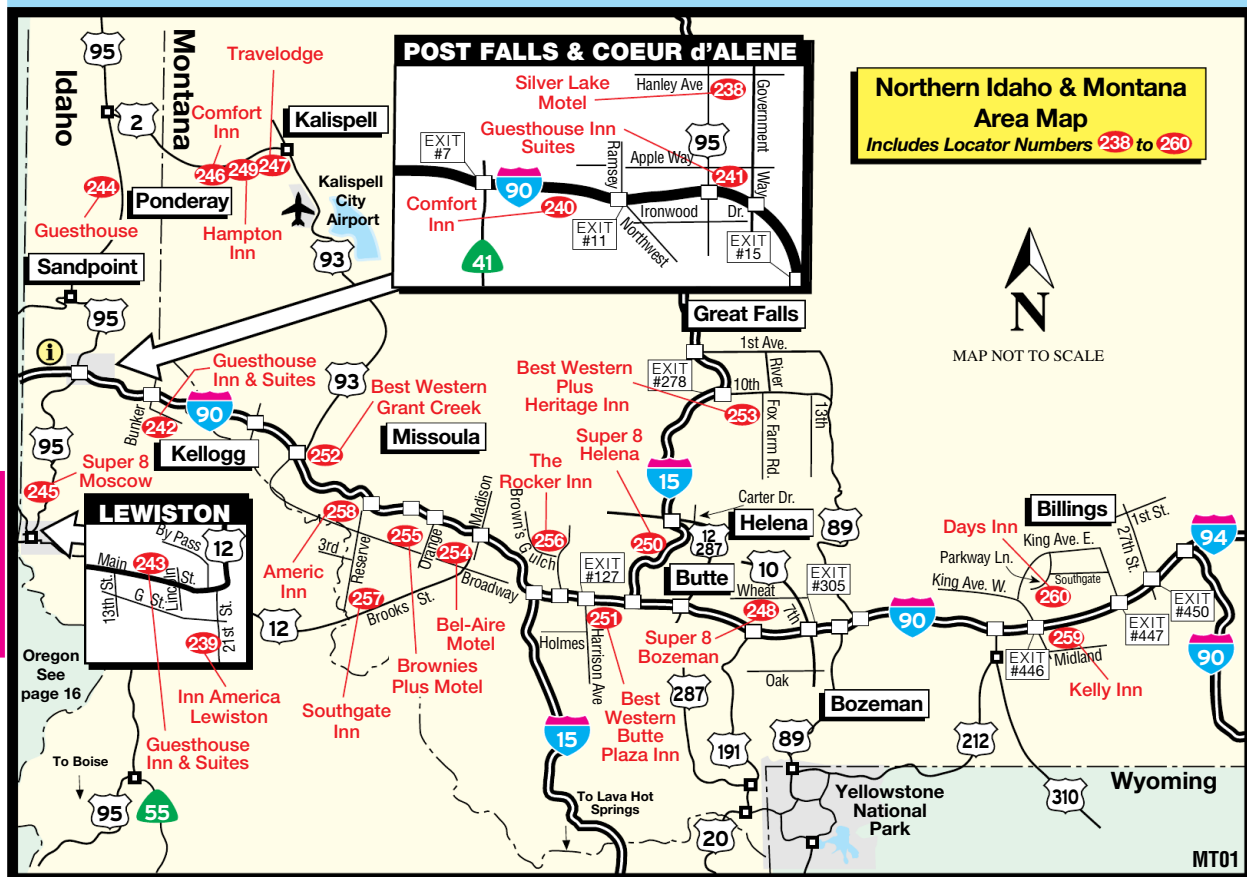 Northern Idaho & Montana
Area Map
Includes Locator Numbers 238 to 260
N
MAP NOT TO SCALE
Idaho
Montana
95
2
Travelodge
Comfort
Inn
246
249
247
Kalispell
Kalispell
City
Airport
244
Guesthouse
Ponderay
Hampton
Inn
Sandpoint
93
95
i
POST FALLS & COEUR d'ALENE
Silver Lake
Motel
Hanley Ave
238
Government
Way
Guesthouse Inn
Suites
95
EXIT
#7
Ramsey
Apple Way
241
90
Comfort
Inn
240
Ironwood
Dr.
EXIT
#11
Northwest
EXIT
#15
41
Great Falls
1st Ave.
EXIT
#278
River
10th
13th
Fox Farm Rd.
Best Western
Plus
Heritage Inn
253
Guesthouse
Inn & Suites
93
Best Western
Grant Creek
Bunker
242
90
Kellogg
252
Missoula
Super 8
Helena
15
Carter Dr.
12
287
Helena
89
250
95
Super 8
Moscow
245
LEWISTON
By Pass
12
Main
St.
243
Lincoln
13th/St.
G St.
21st St.
239
12
258
Americ
Inn
3rd
Reserve
257
Brooks St.
255
Orange
254
Madison
Broadway
The
Rocker Inn
Brown's Gulch
256
EXIT
#127
Butte
10
EXIT
#305
Wheat
248
7th
Super 8
Bozeman
251
Holmes
Harrison Ave
Best
Western
Butte
Plaza Inn
Oak
287
Bozeman
90
Billings
1st St.
27th St.
Days Inn
King Ave. E.
Parkway Ln.
Southgate
King Ave. W.
260
94
EXIT
#450
EXIT
#447
259
Midland
EXIT
#446
Kelly Inn
90
Bel-Aire
Motel
Brownies
Plus Motel
Southgate
Inn
Inn America
Lewiston
Guesthouse
Inn & Suites
Oregon
See
page 16
To Boise
95
55
15
To Lava Hot
Springs
191
89
20
212
310
Yellowstone
National
Park
Wyoming
MT01